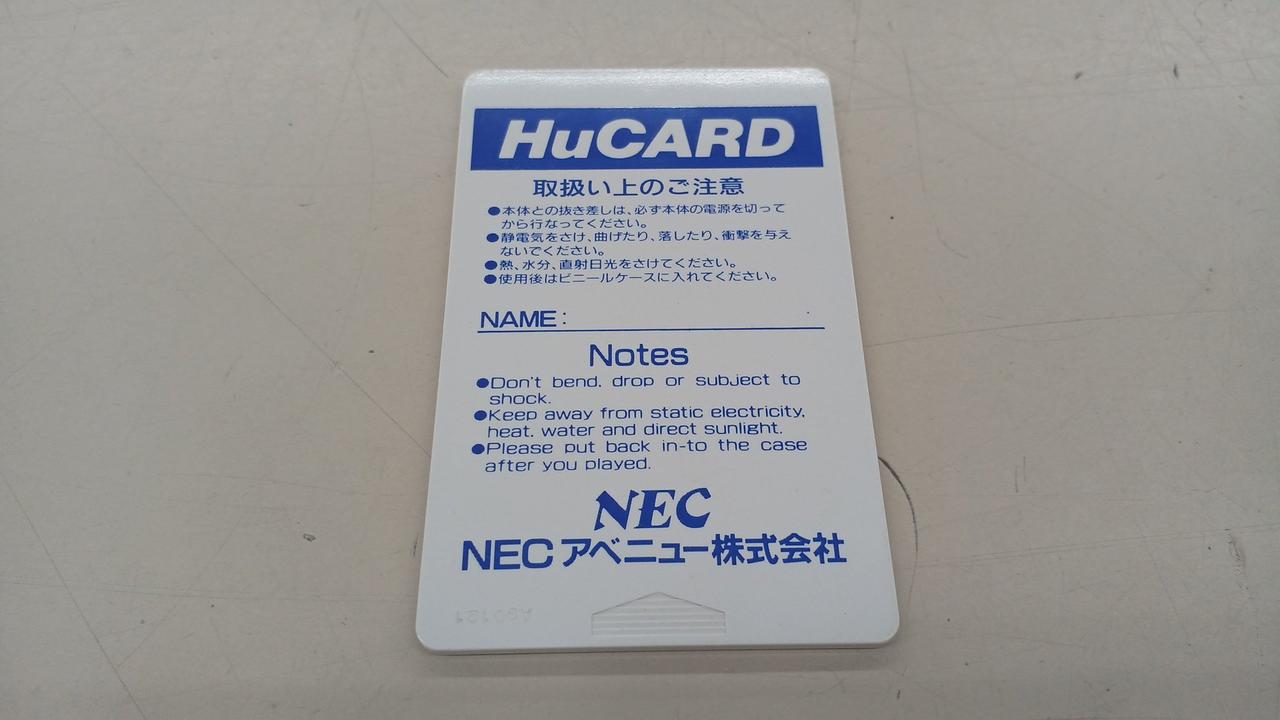 HuCARD
取扱い上のご注意
●本体との抜き差しは、必ず本体の電源を切って
から行なってください。
●静電気をさけ、曲げたり、落したり、衝撃を与え
ないでください。
●熱、水分、直射日光をさけてください。
●使用後はビニールケースに入れてください。
NAME:
Notes
●Don't bend, drop or subject to
shock.
●Keep away from static electricity,
heat, water and direct sunlight.
●Please put back in-to the case
after you played.
NEC
NECアベニュー株式会社